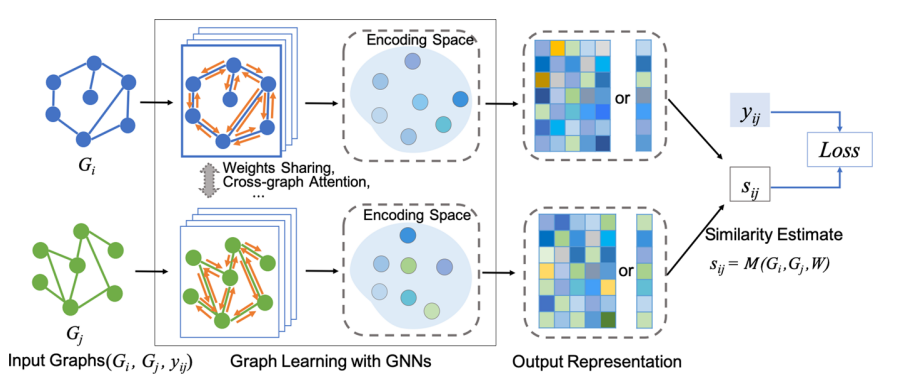 Encoding Space
or
y_ij
G_i
Weights Sharing,
Cross-graph Attention,
...
Loss
s_ij
Encoding Space
or
Similarity Estimate
s_ij = M(G_i,G_j,W)
G_j
Input Graphs(G_i, G_j, y_ij)
Graph Learning with GNNs
Output Representation